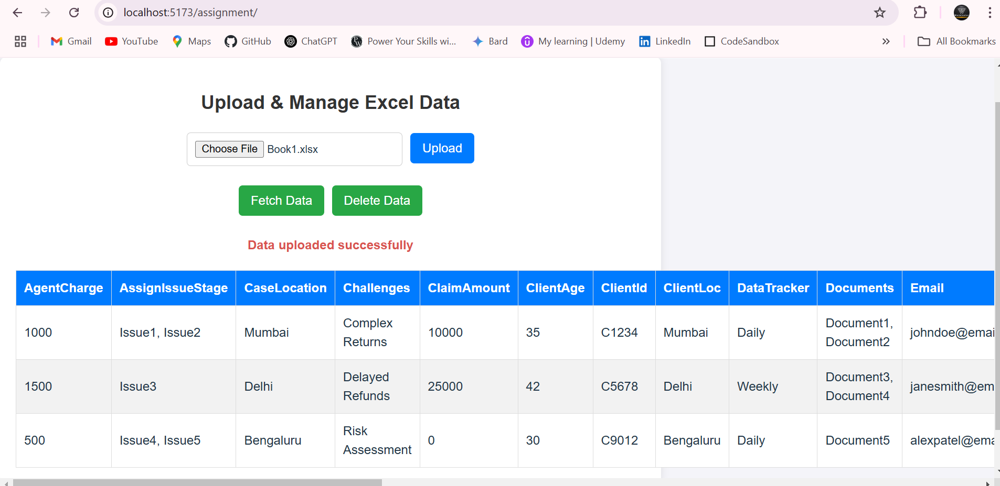 localhost:5173/assignment/
Gmail YouTube Maps GitHub ChatGPT Power Your Skills wi... Bard My learning | Udemy LinkedIn CodeSandbox » All Bookmarks
Upload & Manage Excel Data
Choose File Book1.xlsx Upload
Fetch Data Delete Data
Data uploaded successfully
AgentCharge AssignIssueStage CaseLocation Challenges ClaimAmount ClientAge ClientId ClientLoc DataTracker Documents Email
1000 Issue1, Issue2 Mumbai Complex Returns 10000 35 C1234 Mumbai Daily Document1, Document2 johndoe@emai
1500 Issue3 Delhi Delayed Refunds 25000 42 C5678 Delhi Weekly Document3, Document4 janesmith@em
500 Issue4, Issue5 Bengaluru Risk Assessment 0 30 C9012 Bengaluru Daily Document5 alexpatel@ema